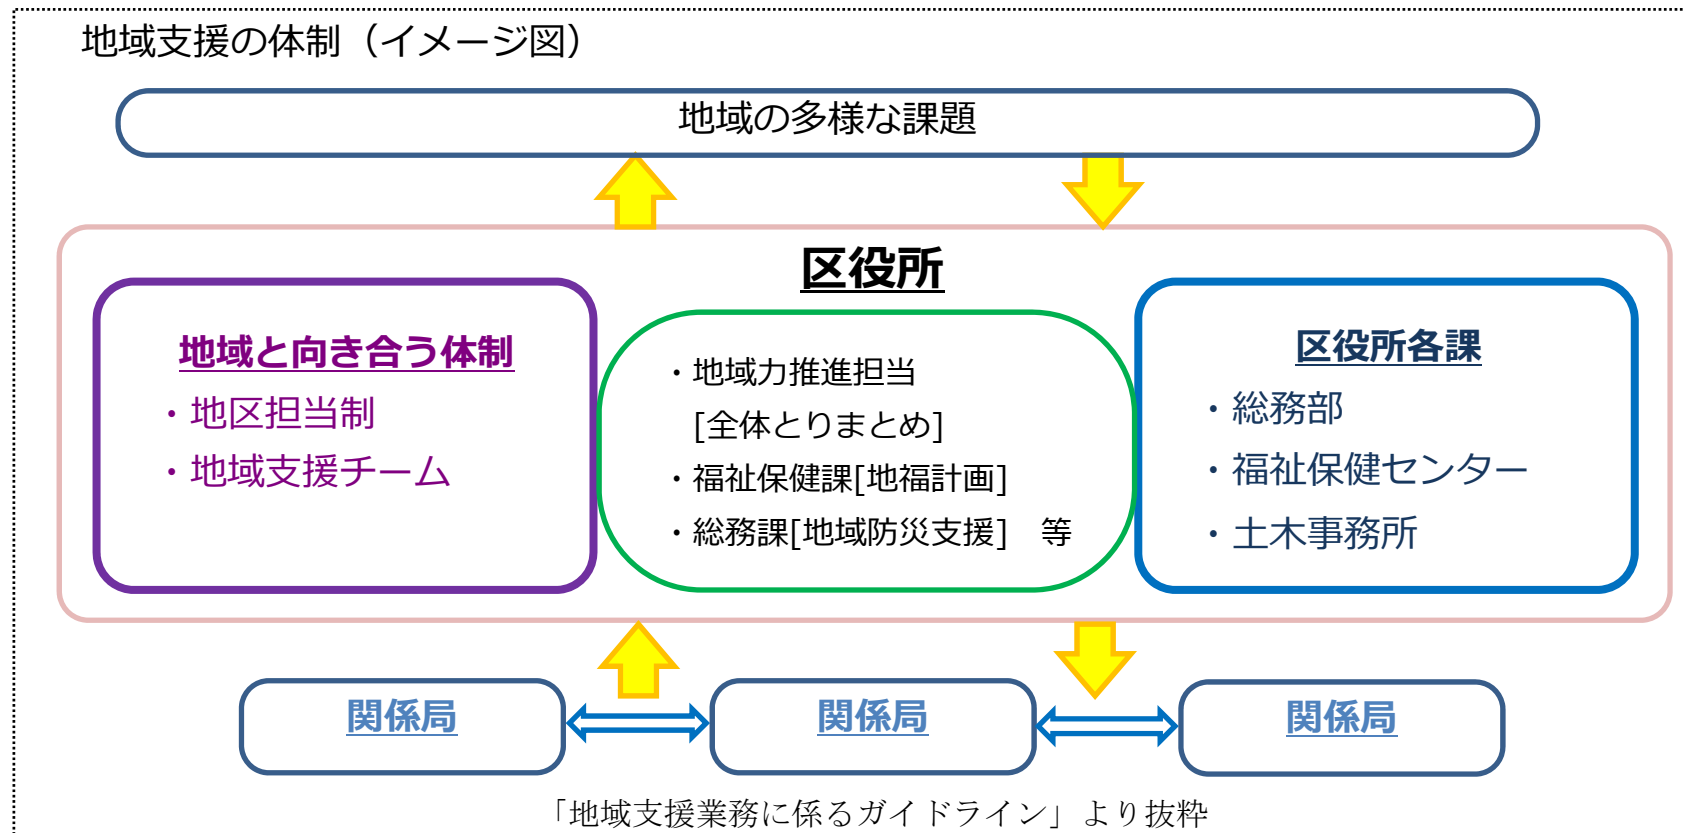 地域支援の体制（イメージ図）
地域の多様な課題
区役所
地域と向き合う体制
・地区担当制
・地域支援チーム
・地域力推進担当
[全体とりまとめ]
・福祉保健課[地福計画]
・総務課[地域防災支援]　等
区役所各課
・総務部
・福祉保健センター
・土木事務所
関係局
関係局
関係局
「地域支援業務に係るガイドライン」より抜粋